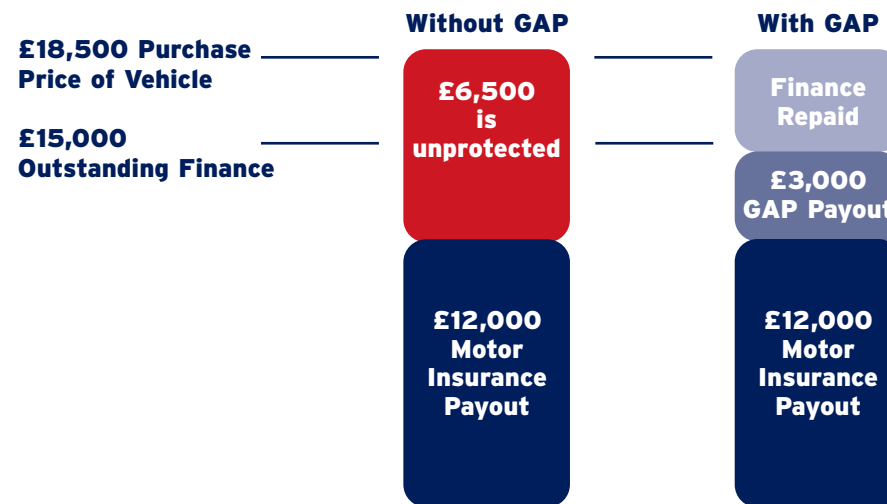 Without GAP
With GAP
£18,500 Purchase
Price of Vehicle
£15,000
Outstanding Finance
£6,500
is
unprotected
£12,000
Motor
Insurance
Payout
Finance
Repaid
£3,000
GAP Payout
£12,000
Motor
Insurance
Payout